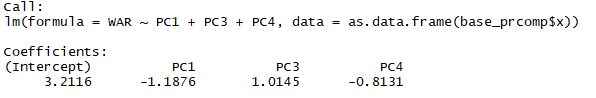 Call:
lm(formula = WAR ~ PC1 + PC3 + PC4, data = as.data.frame(base_prcomp$x))
Coefficients:
(Intercept) PC1 PC3 PC4
3.2116 -1.1876 1.0145 -0.8131